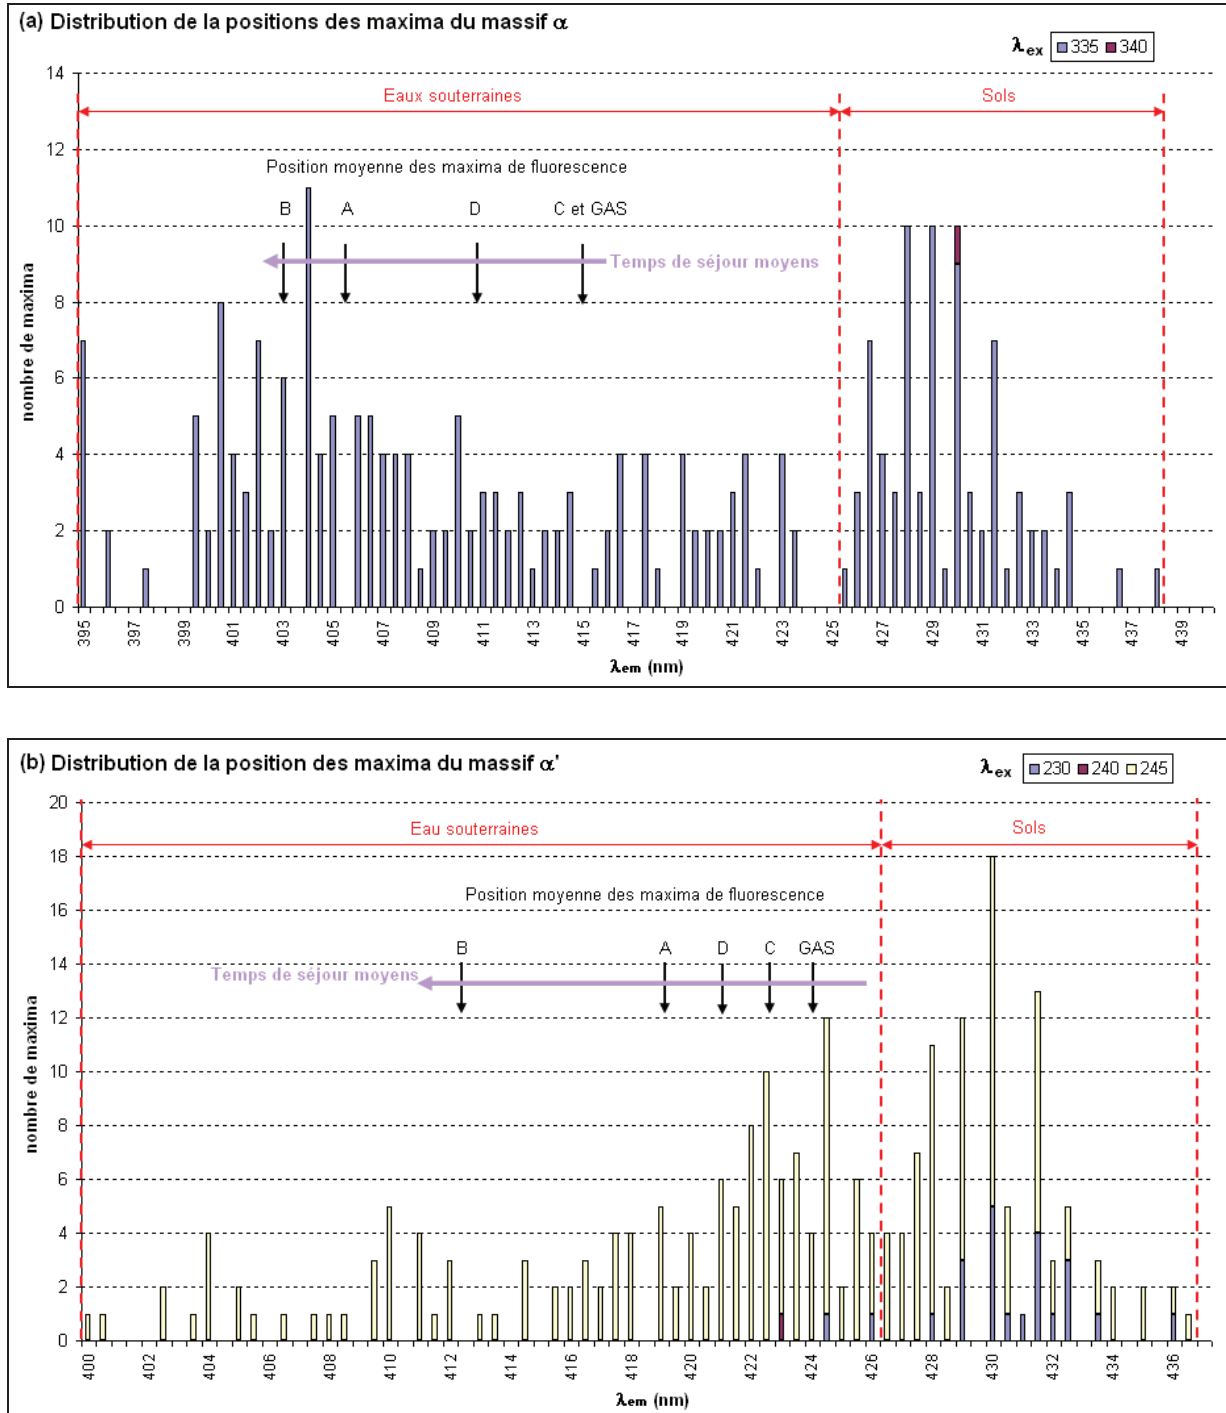 (a) Distribution de la positions des maxima du massif α
λex 335 340
14
12
10
8
6
4
2
0
nombre de maxima
Eaux souterraines
Sols
Position moyenne des maxima de fluorescence
B A D C et GAS
Temps de séjour moyens
395 397 399 401 403 405 407 409 411 413 415 417 419 421 423 425 427 429 431 433 435 437 439
λem (nm)
(b) Distribution de la position des maxima du massif α'
λex 230 240 245
20
18
16
14
12
10
8
6
4
2
0
nombre de maxima
Eau souterraines
Sols
Position moyenne des maxima de fluorescence
B A D C GAS
Temps de séjour moyens
400 402 404 406 408 410 412 414 416 418 420 422 424 426 428 430 432 434 436
λem (nm)